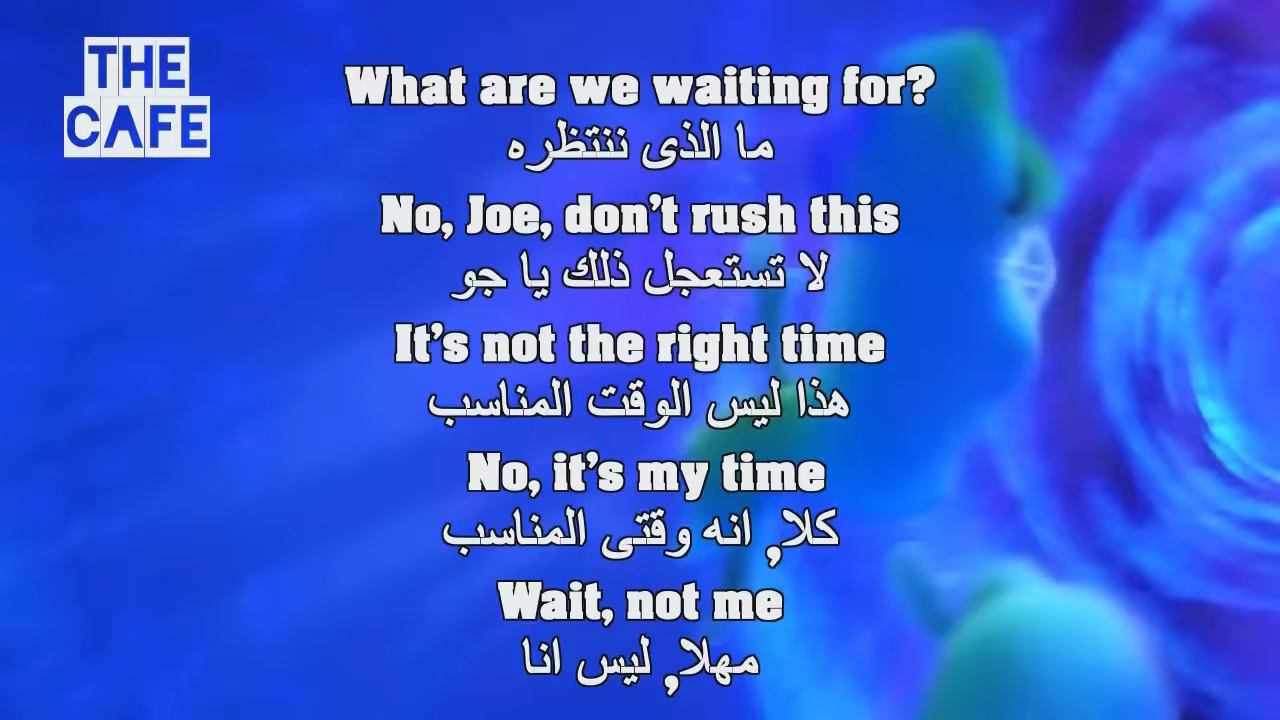 THE
CAFE
What are we waiting for?
ما الذى ننتظره
No, Joe, don't rush this
لا تستعجل ذلك يا جو
It's not the right time
هذا ليس الوقت المناسب
No, it's my time
كلا, انه وقتى المناسب
Wait, not me
مهلا, ليس انا